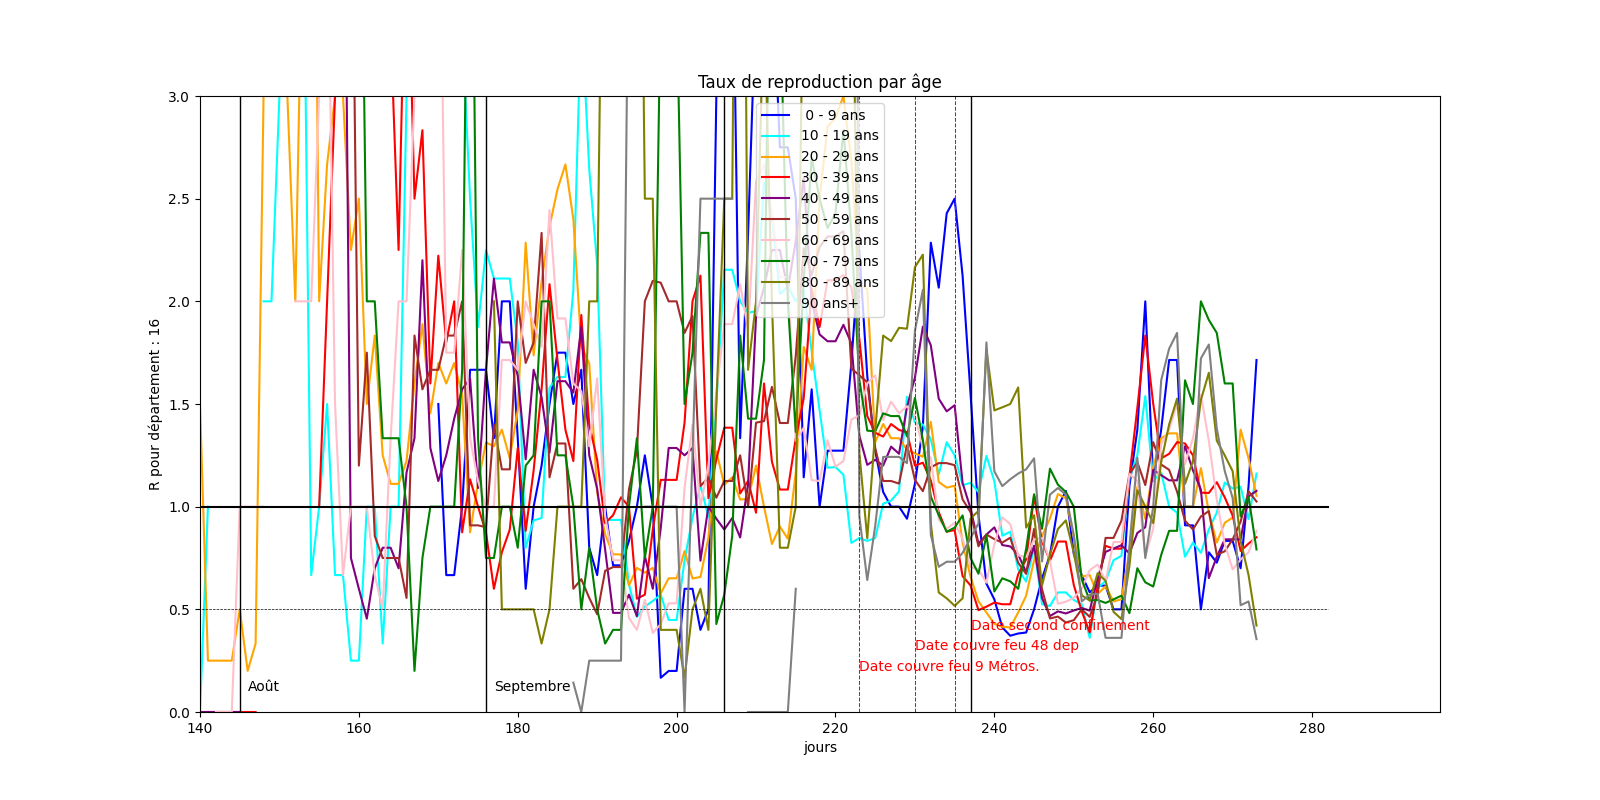 Taux de reproduction par âge
3.0
2.5
2.0
1.5
1.0
0.5
0.0
R pour département : 16
0 - 9 ans
10 - 19 ans
20 - 29 ans
30 - 39 ans
40 - 49 ans
50 - 59 ans
60 - 69 ans
70 - 79 ans
80 - 89 ans
90 ans+
Date second confinement
Date couvre feu 48 dep
Date couvre feu 9 Métros.
Août
Septembre
140
160
180
200
220
240
260
280
jours